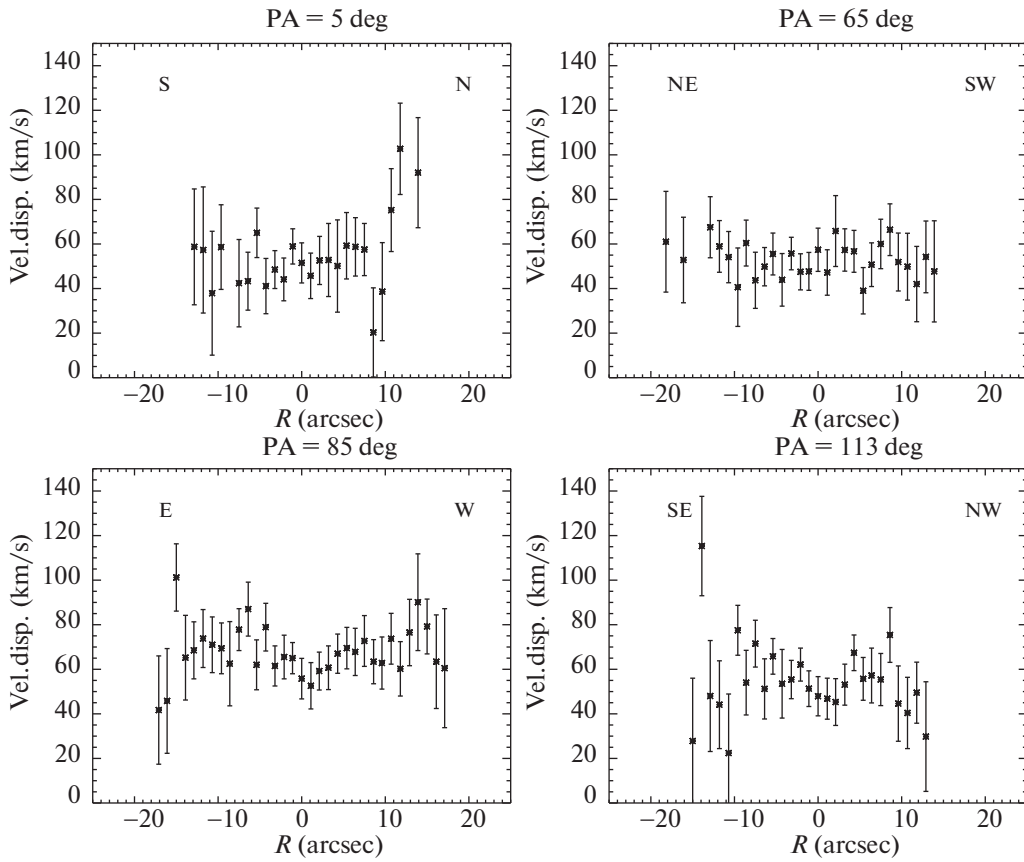 PA = 5 deg
PA = 65 deg
140
120
100
80
60
40
20
0
Vel.disp. (km/s)
S
N
−20 −10 0 10 20
R (arcsec)
140
120
100
80
60
40
20
0
Vel.disp. (km/s)
NE
SW
−20 −10 0 10 20
R (arcsec)
PA = 85 deg
PA = 113 deg
140
120
100
80
60
40
20
0
Vel.disp. (km/s)
E
W
−20 −10 0 10 20
R (arcsec)
140
120
100
80
60
40
20
0
Vel.disp. (km/s)
SE
NW
−20 −10 0 10 20
R (arcsec)